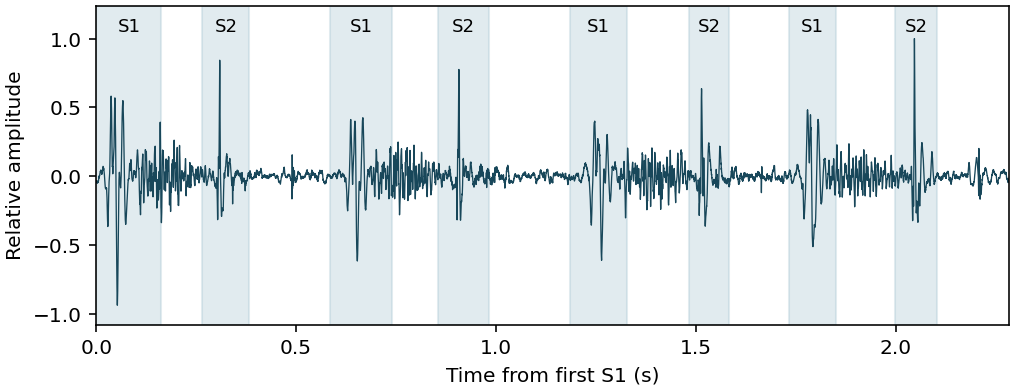 S1 S2 S1 S2 S1 S2 S1 S2
1.0
0.5
0.0
−0.5
−1.0
Relative amplitude
0.0 0.5 1.0 1.5 2.0
Time from first S1 (s)